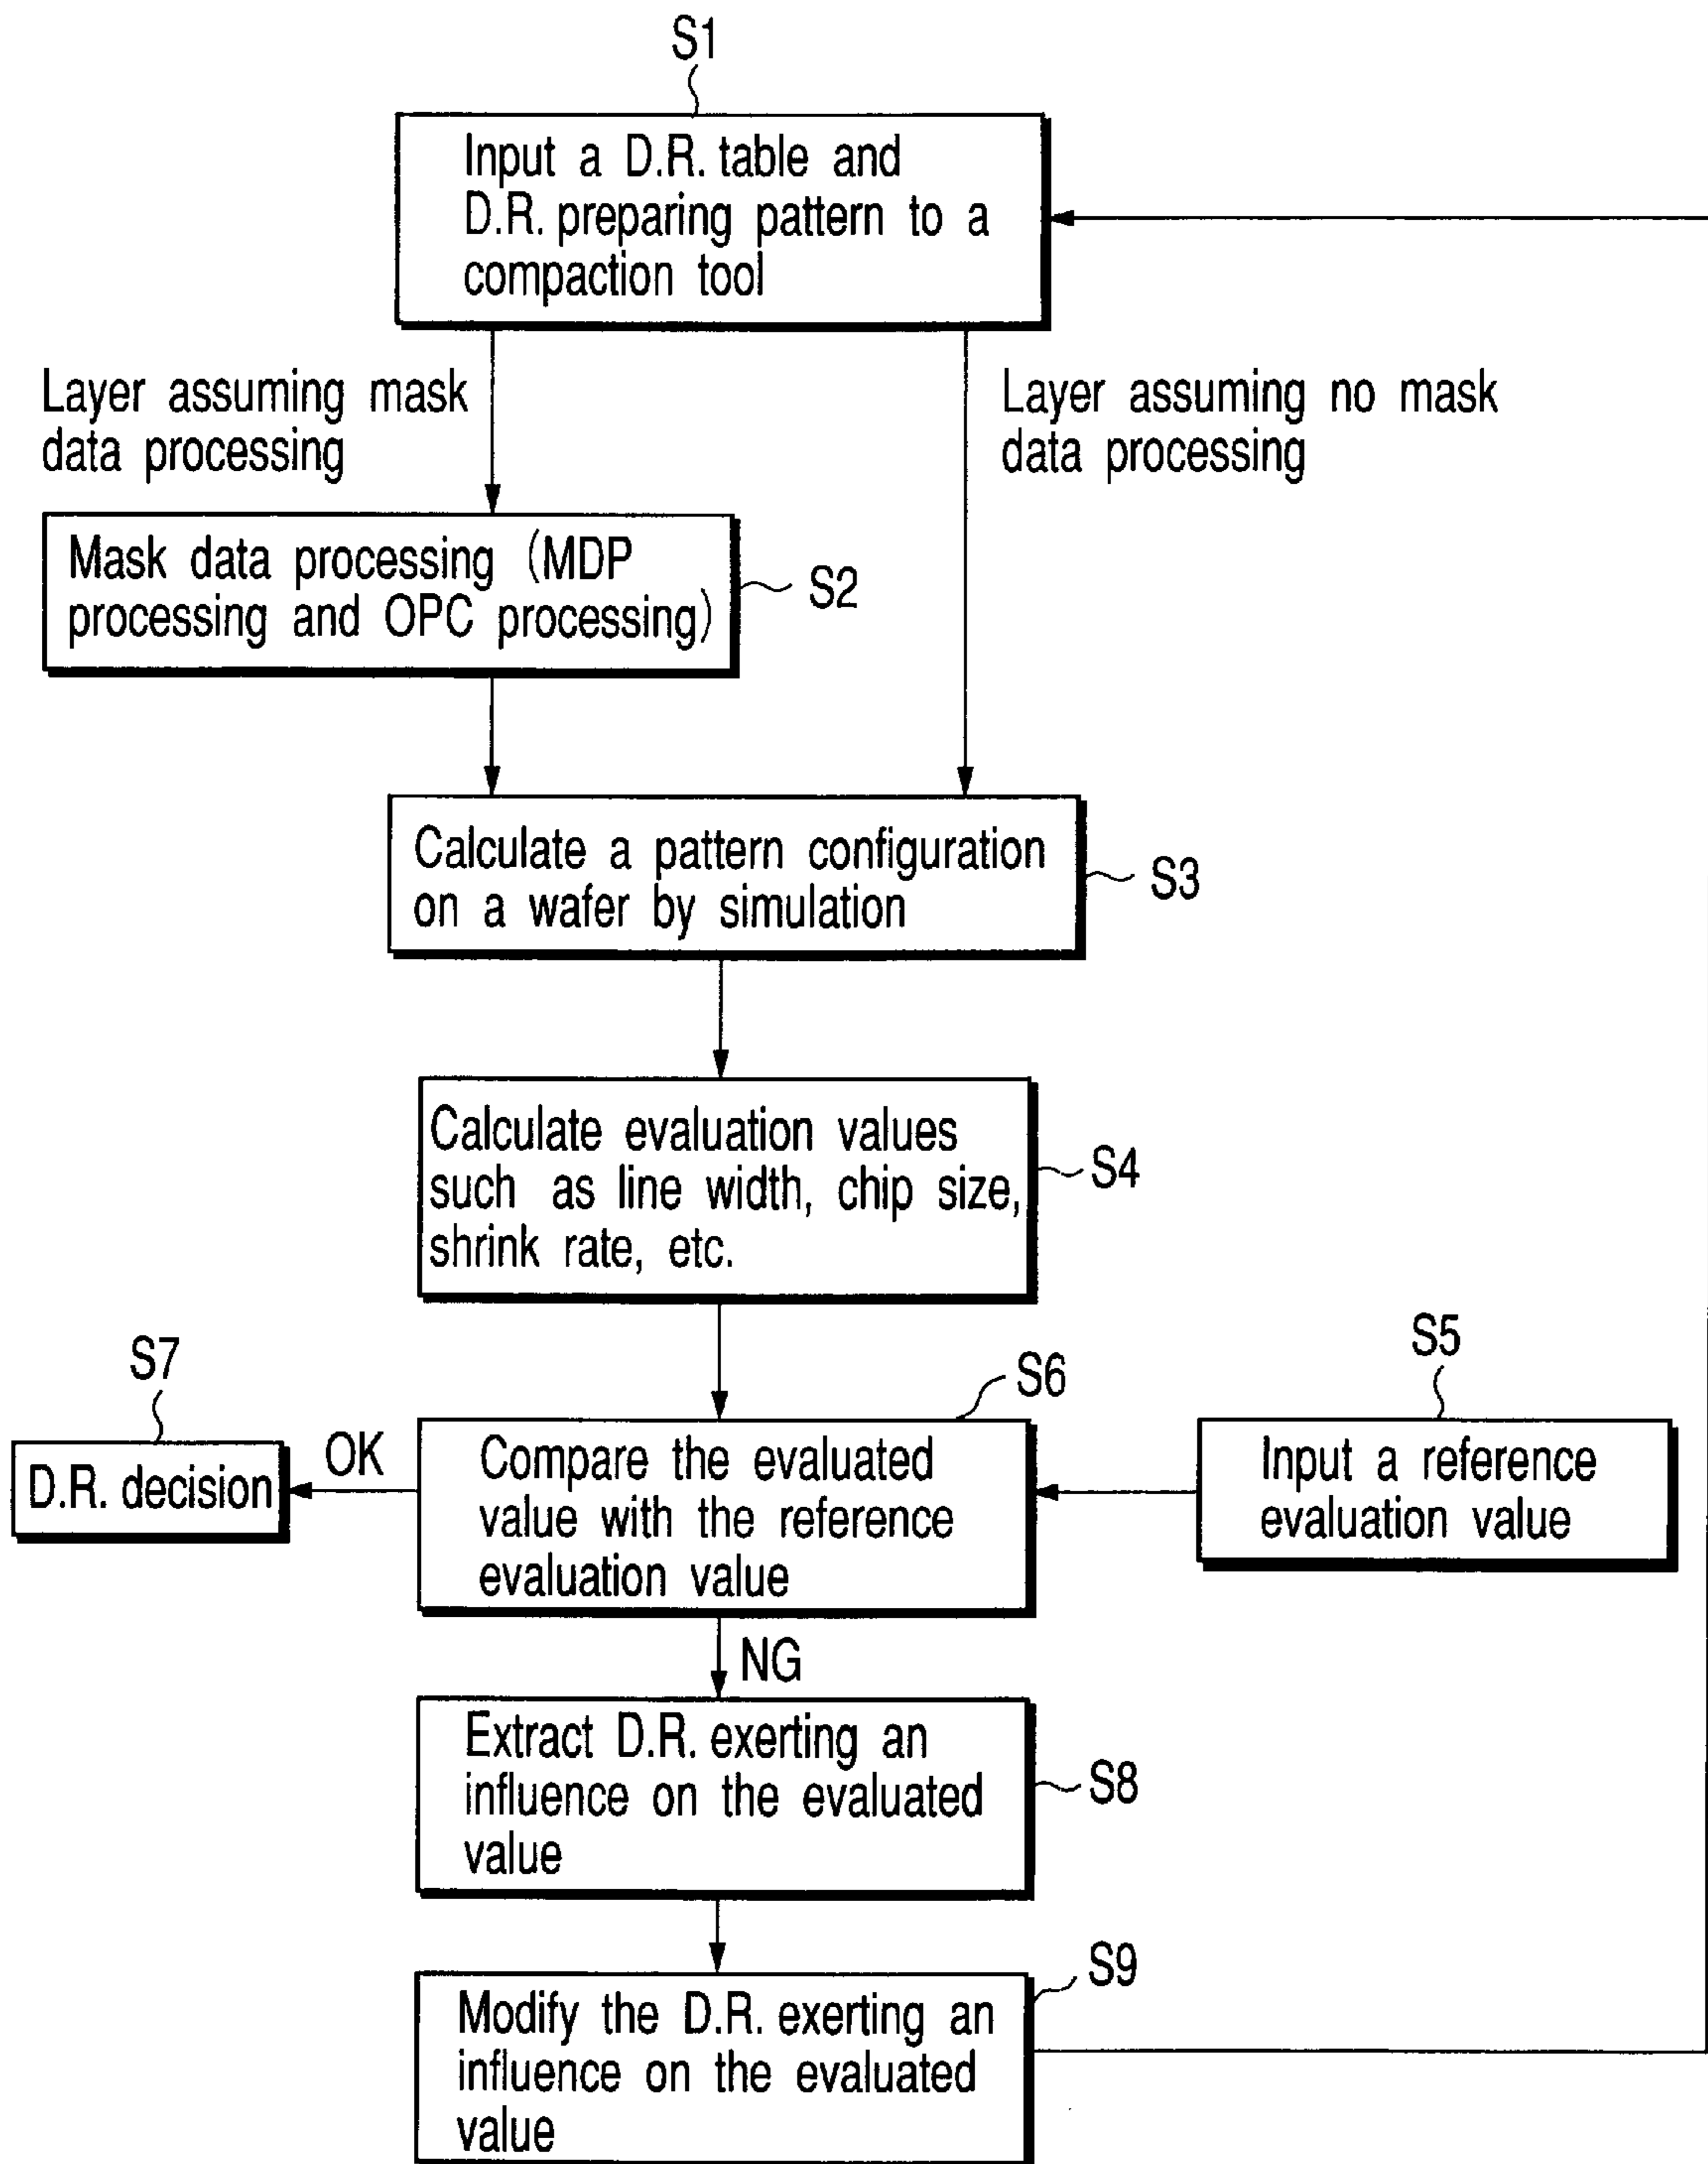 S1
Input a D.R. table and
D.R. preparing pattern to a
compaction tool
Layer assuming mask
data processing
Layer assuming no mask
data processing
Mask data processing (MDP
processing and OPC processing)
S2
Calculate a pattern configuration
on a wafer by simulation
S3
Calculate evaluation values
such as line width, chip size,
shrink rate, etc.
S4
S7
D.R. decision
OK
S6
Compare the evaluated
value with the reference
evaluation value
S5
Input a reference
evaluation value
NG
Extract D.R. exerting an
influence on the evaluated
value
S8
S9
Modify the D.R. exerting an
influence on the evaluated
value